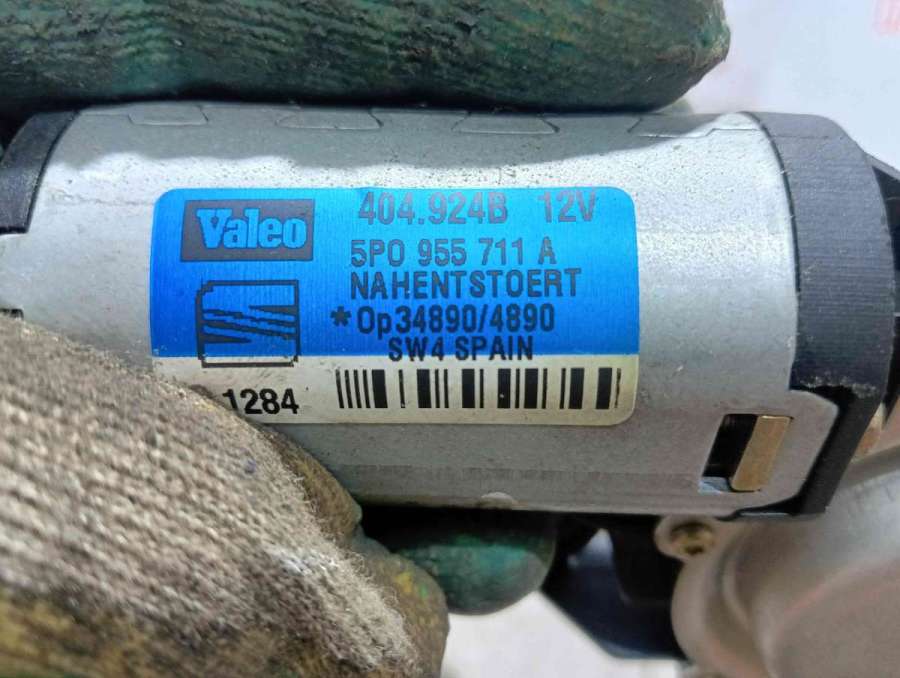 Valeo
404.924B 12V
5P0 955 711 A
NAHENTSTOERT
*Op34890/4890
SW4 SPAIN
1284